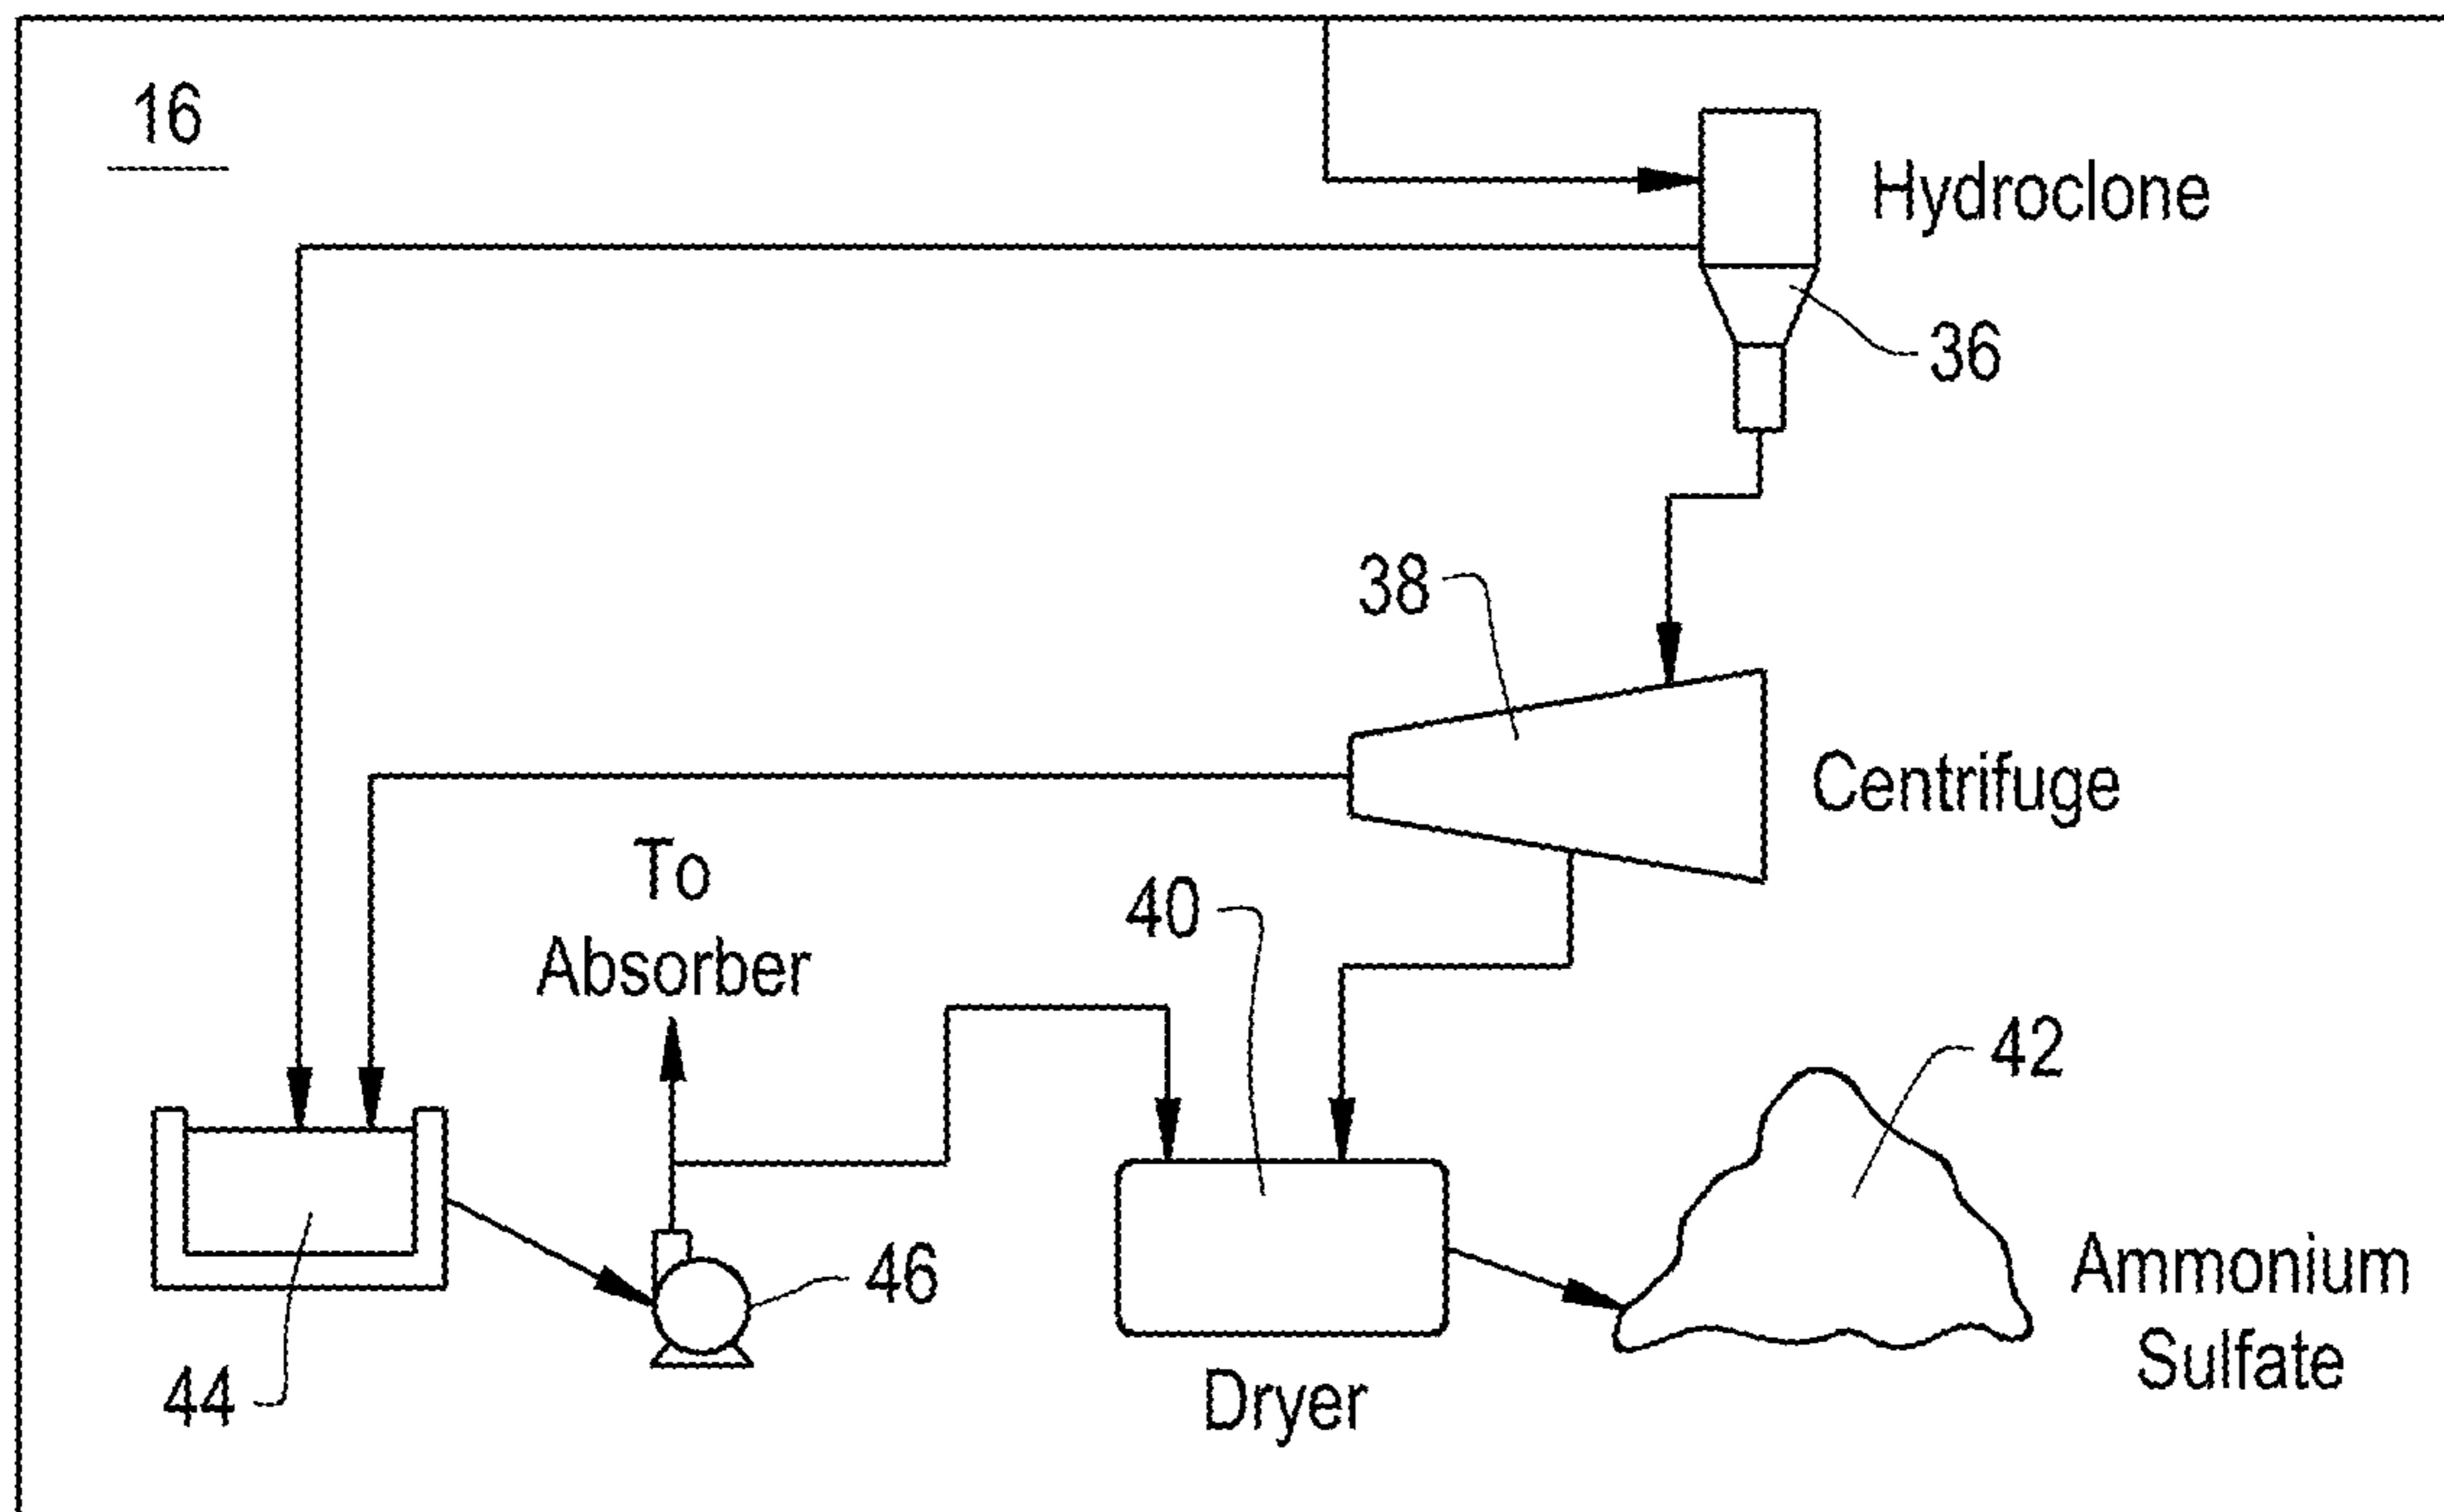 16
Hydroclone
36
38
Centrifuge
To
Absorber
40
42
46
Ammonium
Sulfate
44
Dryer